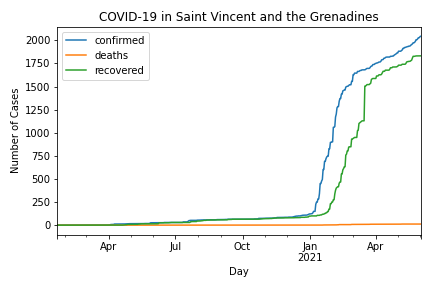 COVID-19 in Saint Vincent and the Grenadines
confirmed
deaths
recovered
2000
1750
1500
1250
1000
750
500
250
0
Number of Cases
Apr
Jul
Oct
Jan
2021
Apr
Day